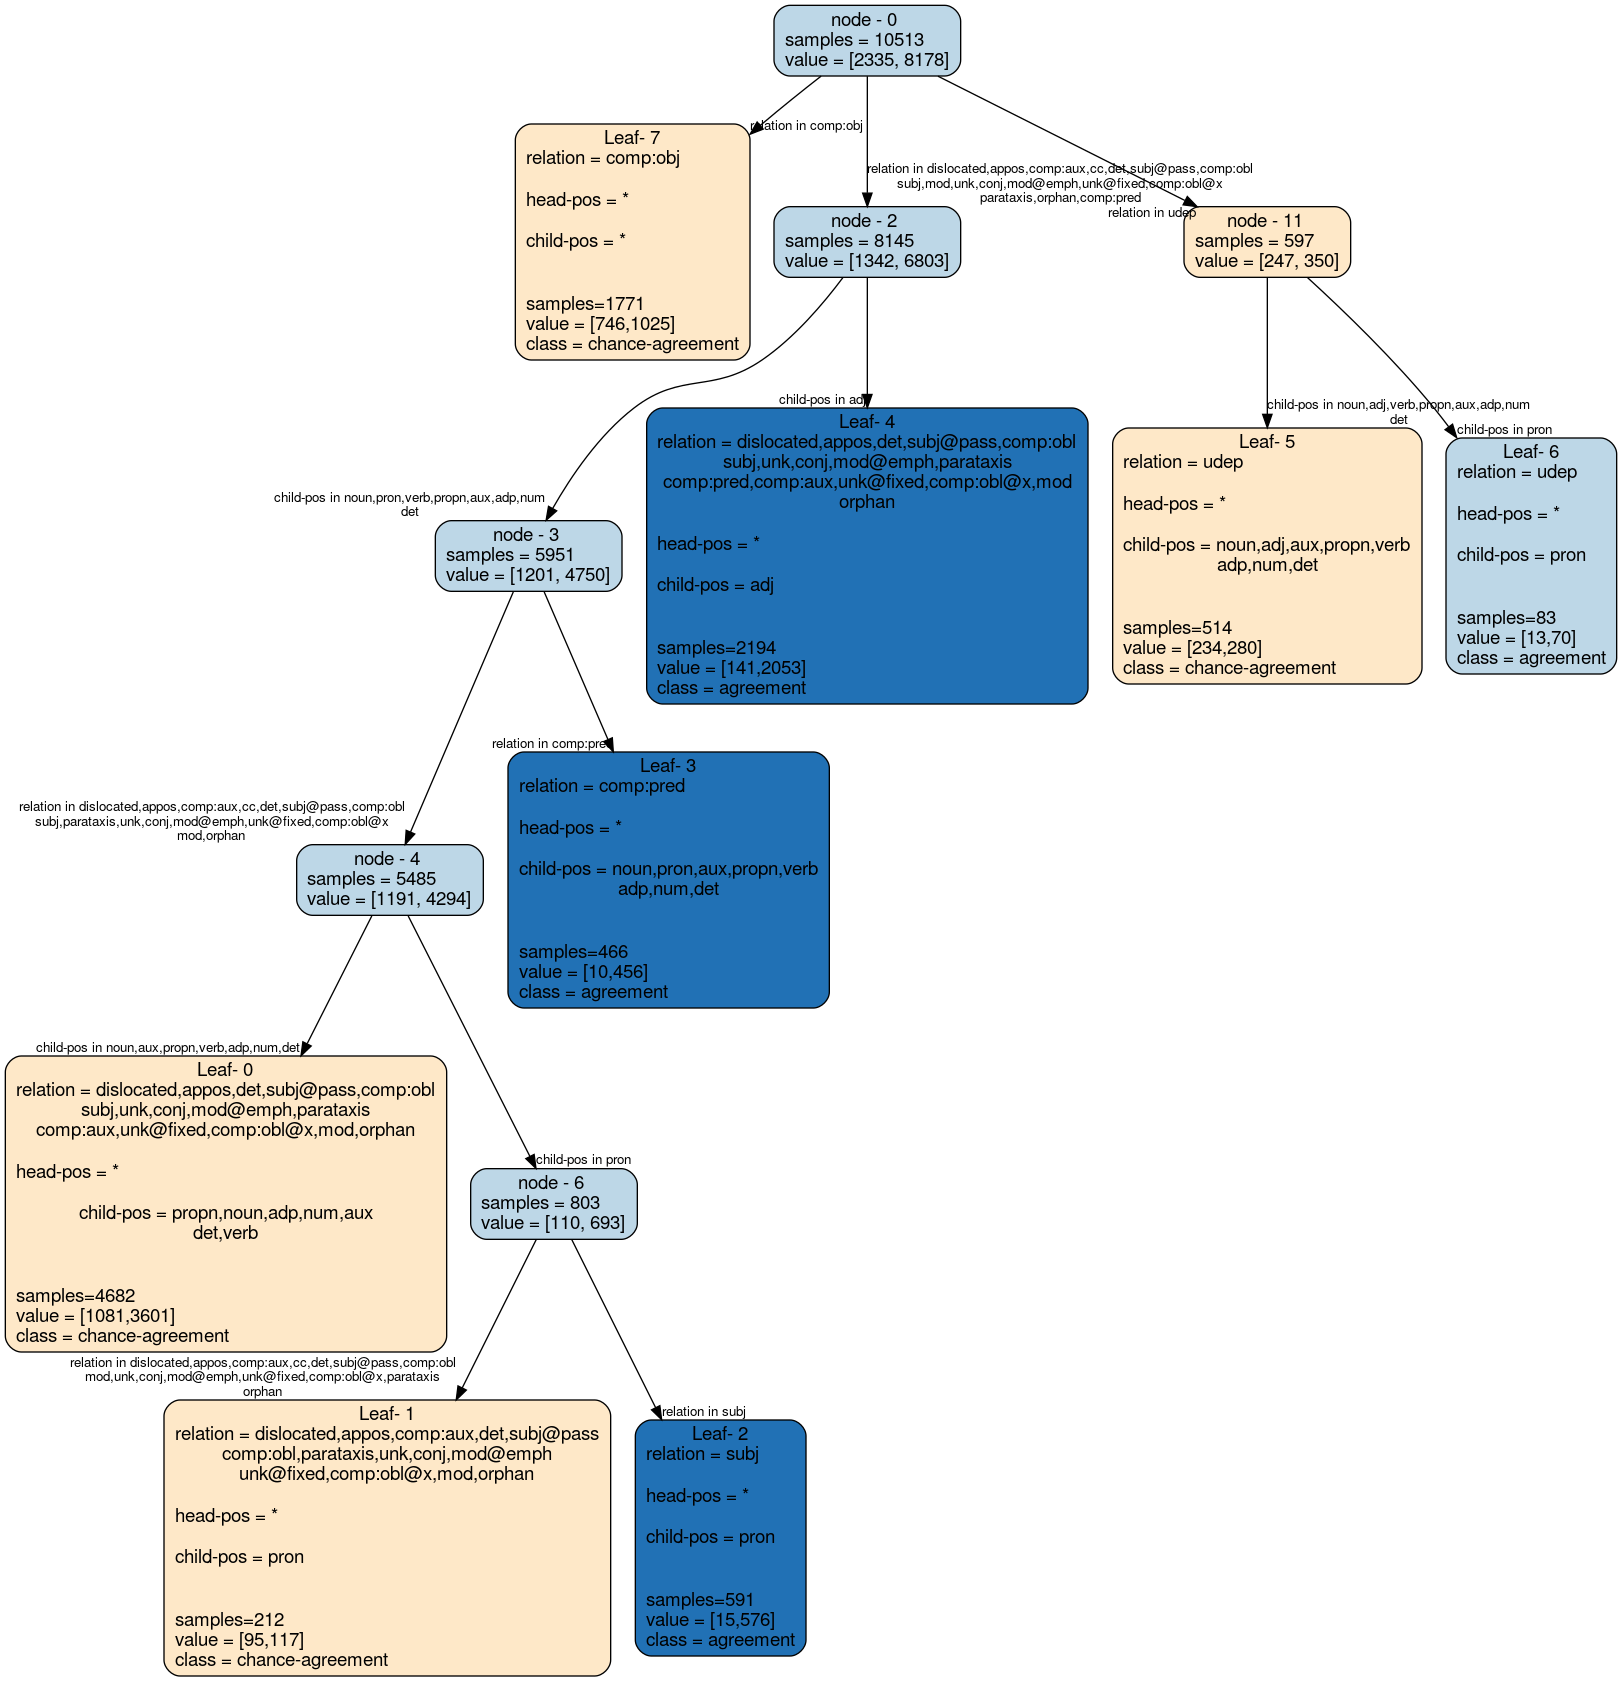 node - 0
samples = 10513
value = [2335, 8178]
relation in comp:obj
Leaf- 7
relation = comp:obj
head-pos = *
child-pos = *
samples=1771
value = [746,1025]
class = chance-agreement
relation in dislocated,appos,comp:aux,cc,det,subj@pass,comp:obl
subj,mod,unk,conj,mod@emph,unk@fixed,comp:obl@x
parataxis,orphan,comp:pred
node - 2
samples = 8145
value = [1342, 6803]
relation in udep
node - 11
samples = 597
value = [247, 350]
child-pos in adj
Leaf- 4
relation = dislocated,appos,det,subj@pass,comp:obl
subj,unk,conj,mod@emph,parataxis
comp:pred,comp:aux,unk@fixed,comp:obl@x,mod
orphan
head-pos = *
child-pos = adj
samples=2194
value = [141,2053]
class = agreement
child-pos in noun,adj,verb,propn,aux,adp,num
det
Leaf- 5
relation = udep
head-pos = *
child-pos = noun,adj,aux,propn,verb
adp,num,det
samples=514
value = [234,280]
class = chance-agreement
child-pos in pron
Leaf- 6
relation = udep
head-pos = *
child-pos = pron
samples=83
value = [13,70]
class = agreement
child-pos in noun,pron,verb,propn,aux,adp,num
det
node - 3
samples = 5951
value = [1201, 4750]
relation in comp:pred
Leaf- 3
relation = comp:pred
head-pos = *
child-pos = noun,pron,aux,propn,verb
adp,num,det
samples=466
value = [10,456]
class = agreement
relation in dislocated,appos,comp:aux,cc,det,subj@pass,comp:obl
subj,parataxis,unk,conj,mod@emph,unk@fixed,comp:obl@x
mod,orphan
node - 4
samples = 5485
value = [1191, 4294]
child-pos in noun,aux,propn,verb,adp,num,det
Leaf- 0
relation = dislocated,appos,det,subj@pass,comp:obl
subj,unk,conj,mod@emph,parataxis
comp:aux,unk@fixed,comp:obl@x,mod,orphan
head-pos = *
child-pos = propn,noun,adp,num,aux
det,verb
samples=4682
value = [1081,3601]
class = chance-agreement
child-pos in pron
node - 6
samples = 803
value = [110, 693]
relation in dislocated,appos,comp:aux,cc,det,subj@pass,comp:obl
mod,unk,conj,mod@emph,unk@fixed,comp:obl@x,parataxis
orphan
Leaf- 1
relation = dislocated,appos,comp:aux,det,subj@pass
comp:obl,parataxis,unk,conj,mod@emph
unk@fixed,comp:obl@x,mod,orphan
head-pos = *
child-pos = pron
samples=212
value = [95,117]
class = chance-agreement
relation in subj
Leaf- 2
relation = subj
head-pos = *
child-pos = pron
samples=591
value = [15,576]
class = agreement